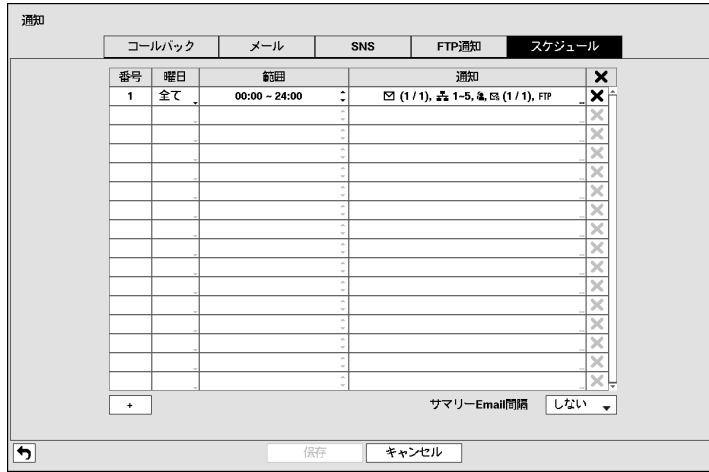 通知
コールバック メール SNS FTP通知 スケジュール
番号 曜日 範囲 通知
1 全て 00:00 ~ 24:00 (1 / 1), 1~5, (1 / 1), FTP
+ サマリーEmail間隔 しない
保存 キャンセル